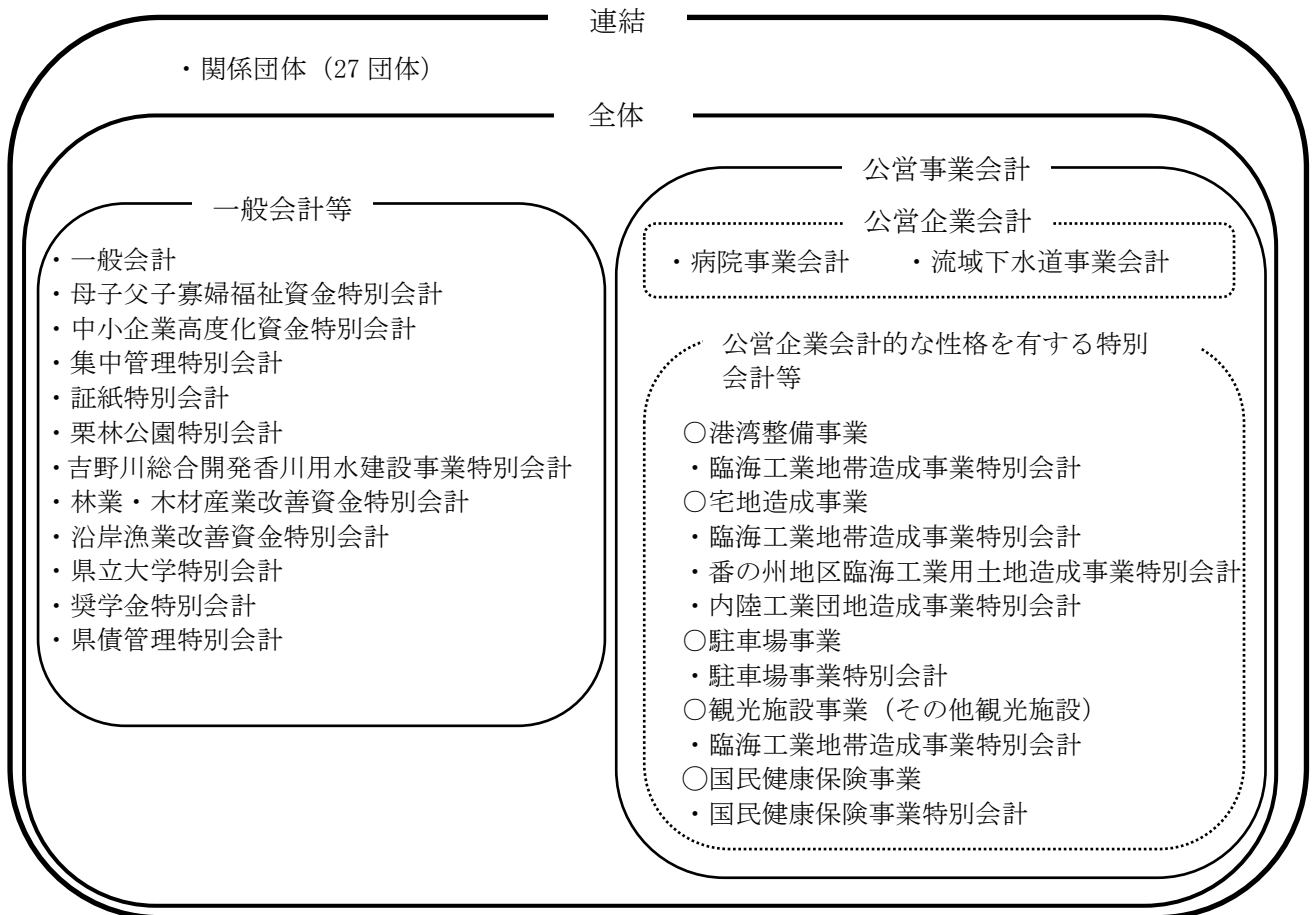 連結
・関係団体（27 団体）
全体
一般会計等
・一般会計
・母子父子寡婦福祉資金特別会計
・中小企業高度化資金特別会計
・集中管理特別会計
・証紙特別会計
・栗林公園特別会計
・吉野川総合開発香川用水建設事業特別会計
・林業・木材産業改善資金特別会計
・沿岸漁業改善資金特別会計
・県立大学特別会計
・奨学金特別会計
・県債管理特別会計
公営事業会計
公営企業会計
・病院事業会計　　・流域下水道事業会計
公営企業会計的な性格を有する特別
会計等
○港湾整備事業
・臨海工業地帯造成事業特別会計
○宅地造成事業
・臨海工業地帯造成事業特別会計
・番の州地区臨海工業用土地造成事業特別会計
・内陸工業団地造成事業特別会計
○駐車場事業
・駐車場事業特別会計
○観光施設事業（その他観光施設）
・臨海工業地帯造成事業特別会計
○国民健康保険事業
・国民健康保険事業特別会計